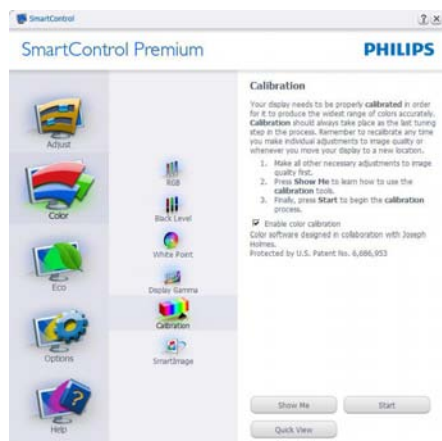 SmartControl
SmartControl Premium
PHILIPS
Adjust
Color
Eco
Options
Help
RGB
Black Level
White Point
Display Gamma
Calibration
SmartImage
Calibration
Your display needs to be properly calibrated in order
for it to produce the widest range of colors accurately.
Calibration should always take place as the last tuning
step in the process. Remember to recalibrate any time
you make individual adjustments to image quality or
whenever you move your display to a new location.
1. Make all other necessary adjustments to image
quality first.
2. Press Show Me to learn how to use the
calibration tools.
3. Finally, press Start to begin the calibration
process.
Enable color calibration
Color software designed in collaboration with Joseph
Holmes.
Protected by U.S. Patent No. 6,686,953
Show Me
Start
Quick View